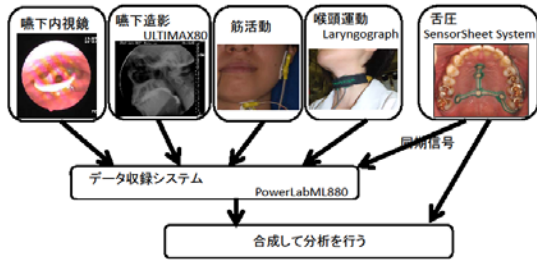 嚥下内視鏡
嚥下造影
ULTIMAX80
筋活動
喉頭運動
Laryngograph
舌圧
SensorSheet System
同期信号
データ収録システム
PowerLabML880
合成して分析を行う